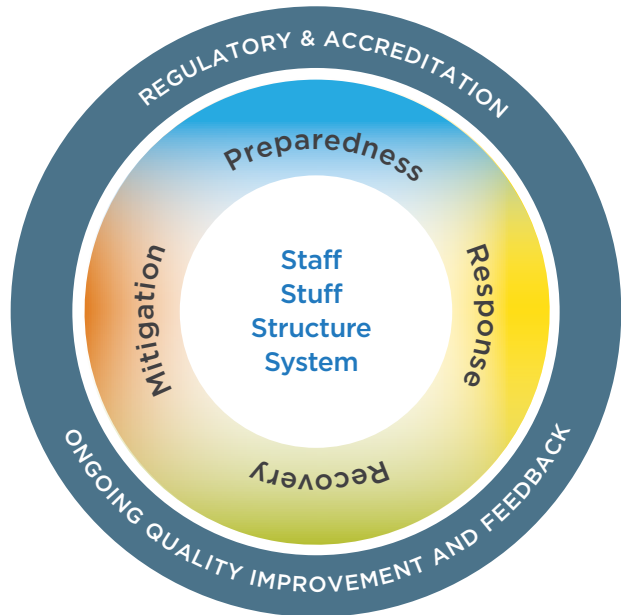 REGULATORY & ACCREDITATION
Preparedness
Mitigation
Staff
Stuff
Structure
System
Response
Recovery
ONGOING QUALITY IMPROVEMENT AND FEEDBACK